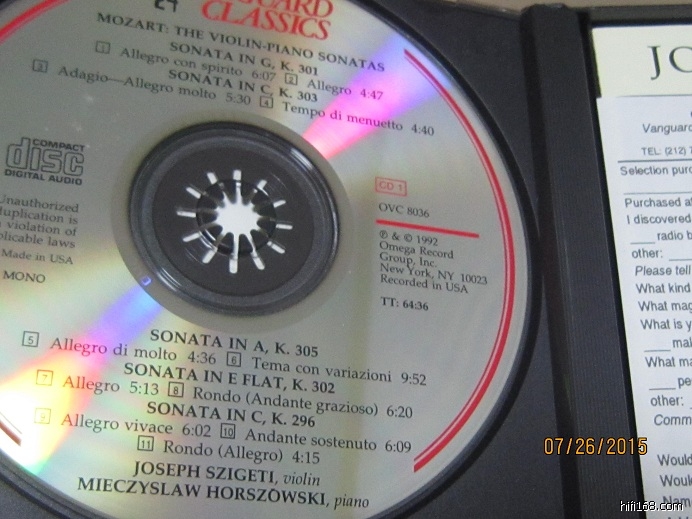 GUARD
CLASSICS
MOZART: THE VIOLIN-PIANO SONATAS
SONATA IN G, K. 301
1 Allegro con spirito 6:07 2 Allegro 4:47
SONATA IN C, K. 303
3 Adagio—Allegro molto 5:30 4 Tempo di menuetto 4:40
COMPACT
disc
DIGITAL AUDIO
Unauthorized
duplication is
violation of
applicable laws
Made in USA
MONO
CD 1
OVC 8036
℗ & © 1992
Omega Record
Group, Inc.
New York, NY 10023
Recorded in USA
TT: 64:36
SONATA IN A, K. 305
5 Allegro di molto 4:36 6 Tema con variazioni 9:52
SONATA IN E FLAT, K. 302
7 Allegro 5:13 8 Rondo (Andante grazioso) 6:20
SONATA IN C, K. 296
9 Allegro vivace 6:02 10 Andante sostenuto 6:09
11 Rondo (Allegro) 4:15
JOSEPH SZIGETI, violin
MIECZYSLAW HORSZOWSKI, piano
JO
Vanguard
TEL: (212) 7
Selection purc
Purchased at
I discovered
radio b
other:
Please tell
What kind
What mag
What is y
mal
What ma
pe
other:
Comm
Would
Would
Nam
07/26/2015
hifi168.com